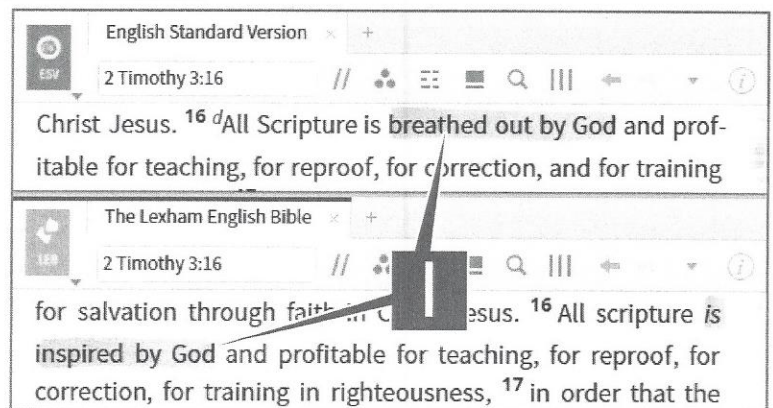 English Standard Version × +
ESV
2 Timothy 3:16
Christ Jesus. 16 dAll Scripture is breathed out by God and prof-
itable for teaching, for reproof, for correction, and for training
The Lexham English Bible × +
LEB
2 Timothy 3:16
I
for salvation through faith in esus. 16 All scripture is
inspired by God and profitable for teaching, for reproof, for
correction, for training in righteousness, 17 in order that the